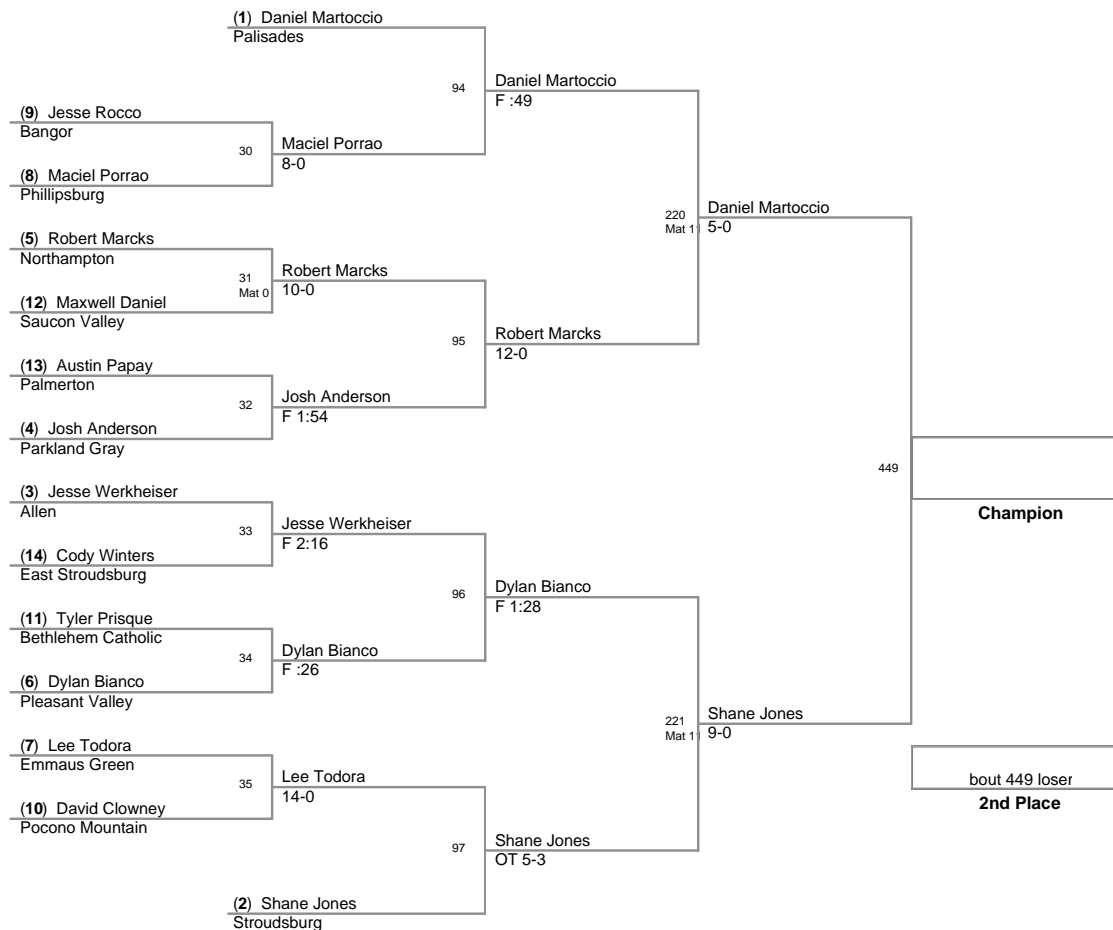 (1) Daniel Martoccio
Palisades
94
Daniel Martoccio
F :49
(9) Jesse Rocco
Bangor
30
Maciel Porrao
8-0
(8) Maciel Porrao
Phillipsburg
220
Mat 11
Daniel Martoccio
5-0
(5) Robert Marcks
Northampton
31
Mat 0
Robert Marcks
10-0
(12) Maxwell Daniel
Saucon Valley
95
Robert Marcks
12-0
(13) Austin Papay
Palmerton
32
Josh Anderson
F 1:54
(4) Josh Anderson
Parkland Gray
449
Champion
(3) Jesse Werkheiser
Allen
33
Jesse Werkheiser
F 2:16
(14) Cody Winters
East Stroudsburg
96
Dylan Bianco
F 1:28
(11) Tyler Prisque
Bethlehem Catholic
34
Dylan Bianco
F :26
(6) Dylan Bianco
Pleasant Valley
221
Mat 11
Shane Jones
9-0
(7) Lee Todora
Emmaus Green
35
Lee Todora
14-0
(10) David Clowney
Pocono Mountain
bout 449 loser
2nd Place
97
Shane Jones
OT 5-3
(2) Shane Jones
Stroudsburg